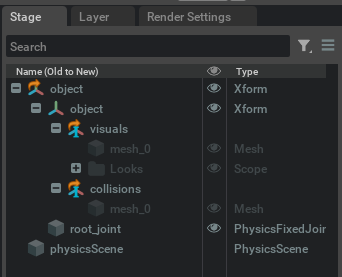 Stage Layer Render Settings
Search
Name (Old to New) Type
object Xform
object Xform
visuals
mesh_0 Mesh
Looks Scope
collisions
mesh_0 Mesh
root_joint PhysicsFixedJoir
physicsScene PhysicsScene